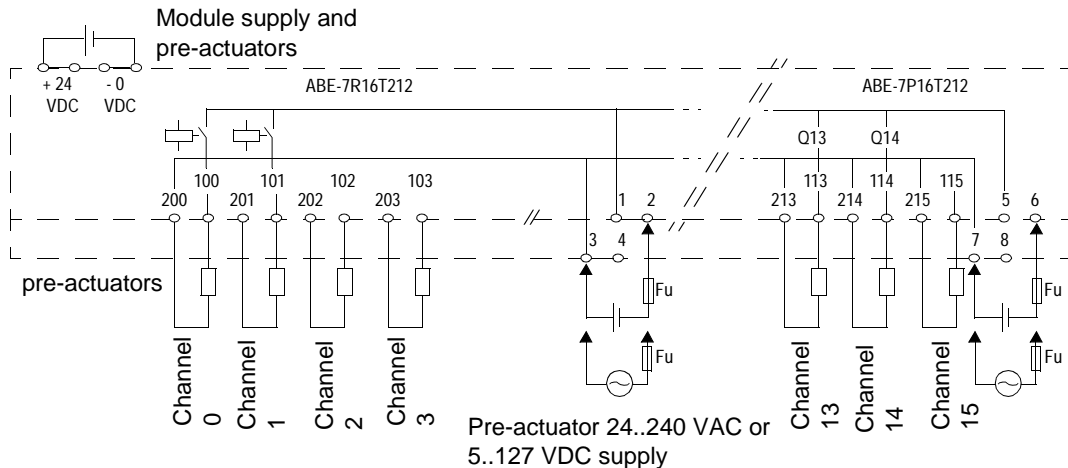 Module supply and
pre-actuators
+ 24
VDC
- 0
VDC
ABE-7R16T212
ABE-7P16T212
Q13
Q14
200
100
201
101
202
102
203
103
1
2
213
113
214
114
215
115
5
6
3
4
7
8
pre-actuators
Fu
Fu
Fu
Fu
Channel
0
Channel
1
Channel
2
Channel
3
Channel
13
Channel
14
Channel
15
Pre-actuator 24..240 VAC or
5..127 VDC supply